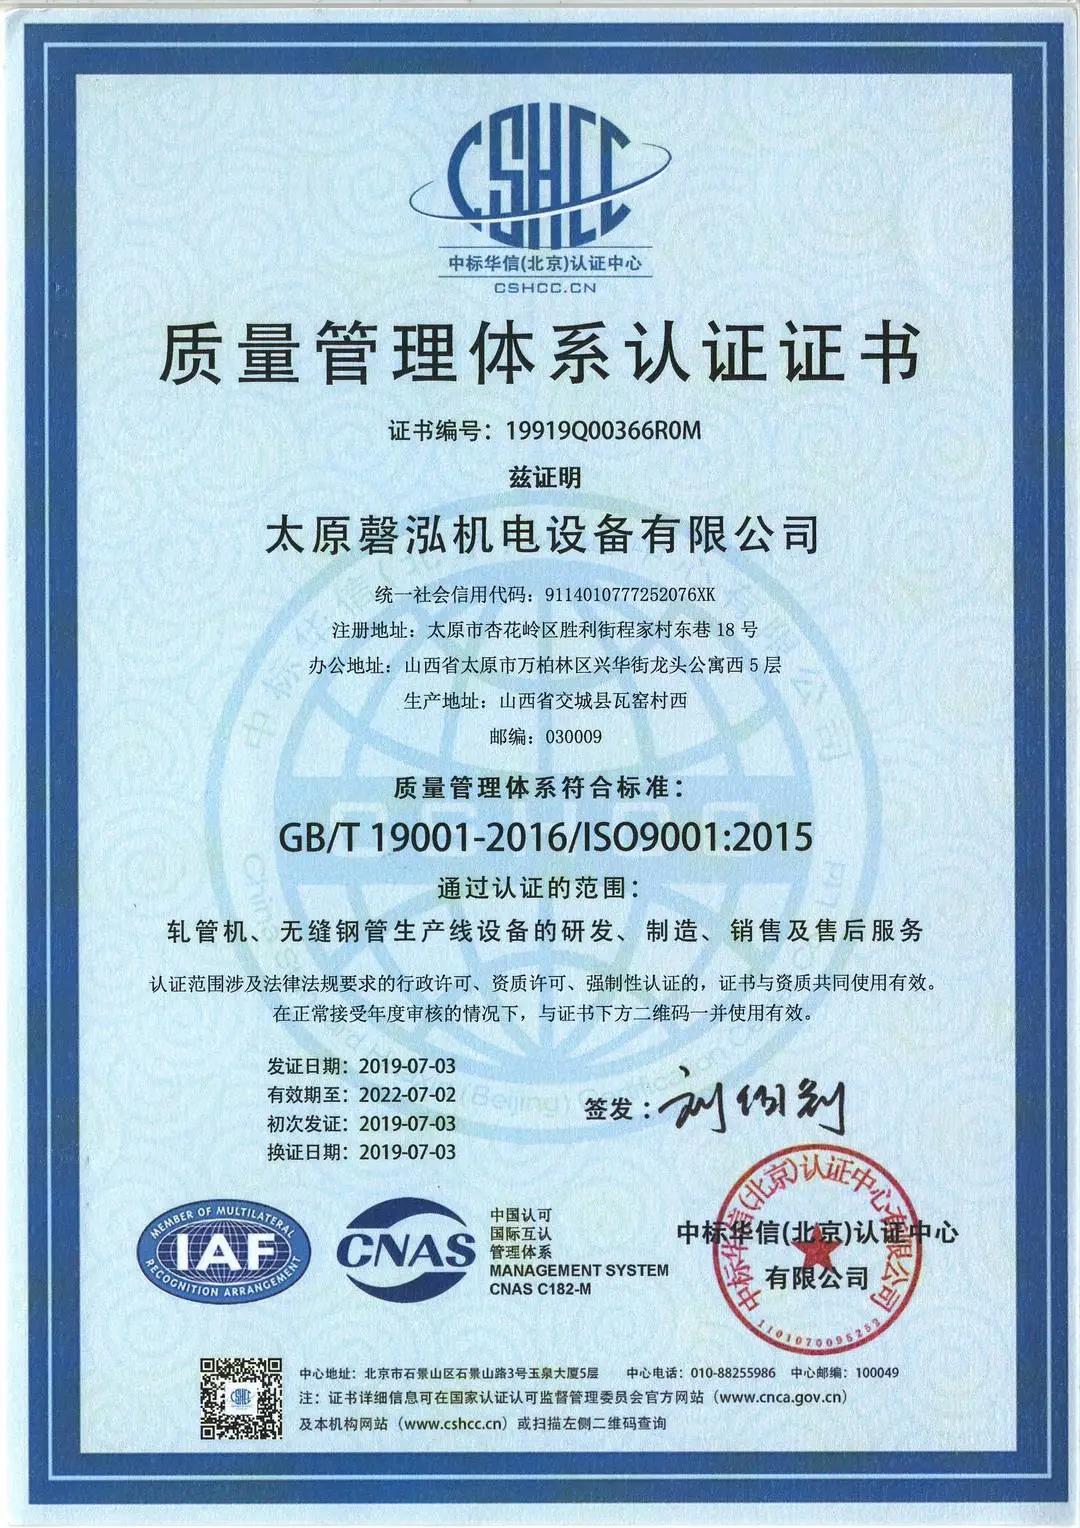 CSHCC
中标华信(北京)认证中心
CSHCC.CN
质量管理体系认证证书
证书编号：19919Q00366R0M
兹证明
太原磬泓机电设备有限公司
统一社会信用代码：9114010777252076XK
注册地址：太原市杏花岭区胜利街程家村东巷 18 号
办公地址：山西省太原市万柏林区兴华街龙头公寓西 5 层
生产地址：山西省交城县瓦窑村西
邮编：030009
质量管理体系符合标准：
GB/T 19001-2016/ISO9001:2015
通过认证的范围：
轧管机、无缝钢管生产线设备的研发、制造、销售及售后服务
认证范围涉及法律法规要求的行政许可、资质许可、强制性认证的，证书与资质共同使用有效。
在正常接受年度审核的情况下，与证书下方二维码一并使用有效。
发证日期：2019-07-03
有效期至：2022-07-02
初次发证：2019-07-03
换证日期：2019-07-03
签发：
MEMBER OF MULTILATERAL
IAF
RECOGNITION ARRANGEMENT
CNAS
中国认可
国际互认
管理体系
MANAGEMENT SYSTEM
CNAS C182-M
中标华信(北京)认证中心
有限公司
中标华信(北京)认证中心有限公司
1101070095252
中心地址：北京市石景山区石景山路3号玉泉大厦5层 中心电话：010-88255986 中心邮编：100049
注：证书详细信息可在国家认证认可监督管理委员会官方网站（www.cnca.gov.cn）
及本机构网站（www.cshcc.cn）或扫描左侧二维码查询